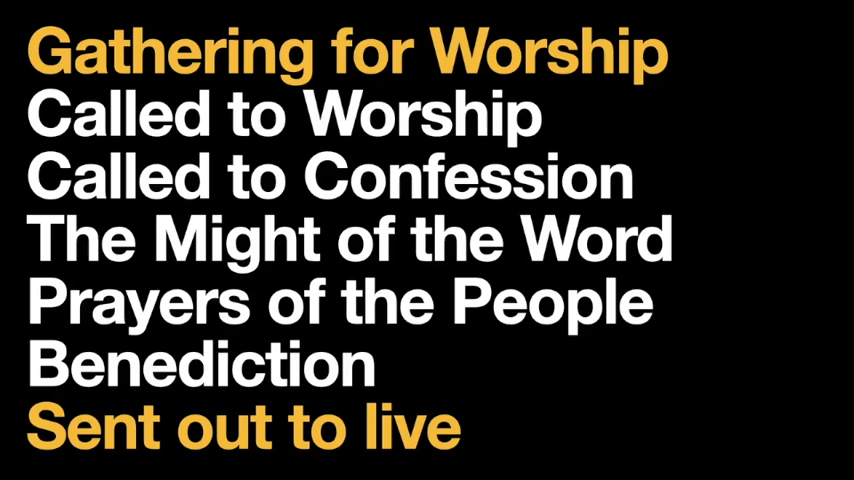 Gathering for Worship
Called to Worship
Called to Confession
The Might of the Word
Prayers of the People
Benediction
Sent out to live